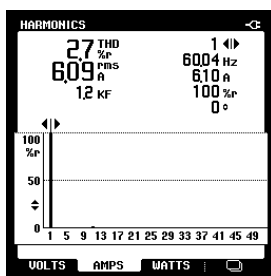 HARMONICS
2,7 THD %r
6,09 rms A
1,2 KF
1
60,04 Hz
6,10 A
100 %r
0°
100
%r
50
0
1 5 9 13 17 21 25 29 33 37 41 45 49
VOLTS AMPS WATTS